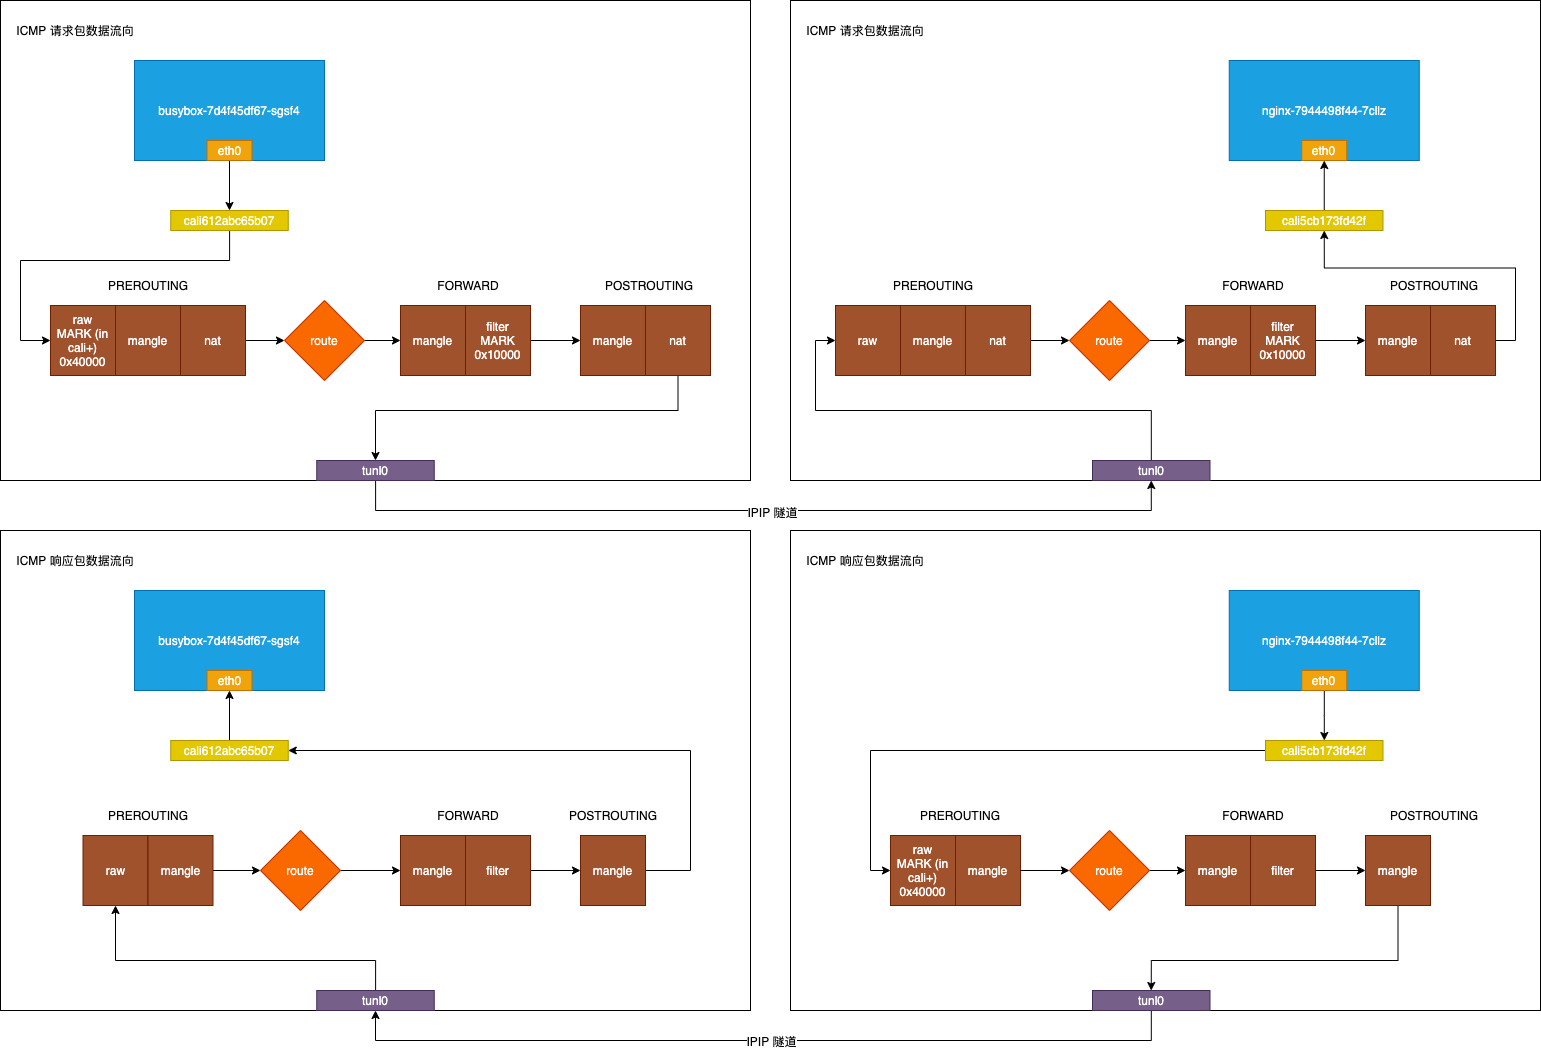 ICMP 请求包数据流向
busybox-7d4f45df67-sgsf4
eth0
cali612abc65b07
PREROUTING
FORWARD
POSTROUTING
raw
MARK (in
cali+)
0x40000
mangle
nat
route
mangle
filter
MARK
0x10000
mangle
nat
tunl0
ICMP 请求包数据流向
nginx-7944498f44-7cllz
eth0
cali5cb173fd42f
PREROUTING
FORWARD
POSTROUTING
raw
mangle
nat
route
mangle
filter
MARK
0x10000
mangle
nat
tunl0
IPIP 隧道
ICMP 响应包数据流向
busybox-7d4f45df67-sgsf4
eth0
cali612abc65b07
PREROUTING
FORWARD
POSTROUTING
raw
mangle
route
mangle
filter
mangle
tunl0
ICMP 响应包数据流向
nginx-7944498f44-7cllz
eth0
cali5cb173fd42f
PREROUTING
FORWARD
POSTROUTING
raw
MARK (in
cali+)
0x40000
mangle
route
mangle
filter
mangle
tunl0
IPIP 隧道